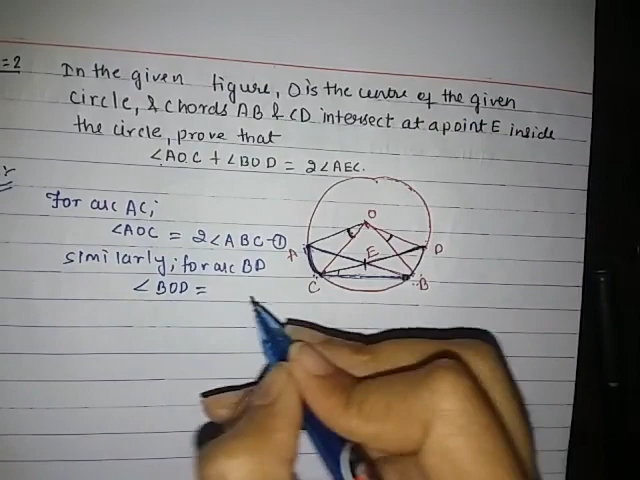 =2
In the given figure, O is the centre of the given
circle, & chords AB & CD intersect at a point E inside
the circle, prove that
∠AOC + ∠BOD = 2∠AEC.
For arc AC;
∠AOC = 2∠ABC-①
similarly; for arc BD
∠BOD =
O
A
E
D
C
B